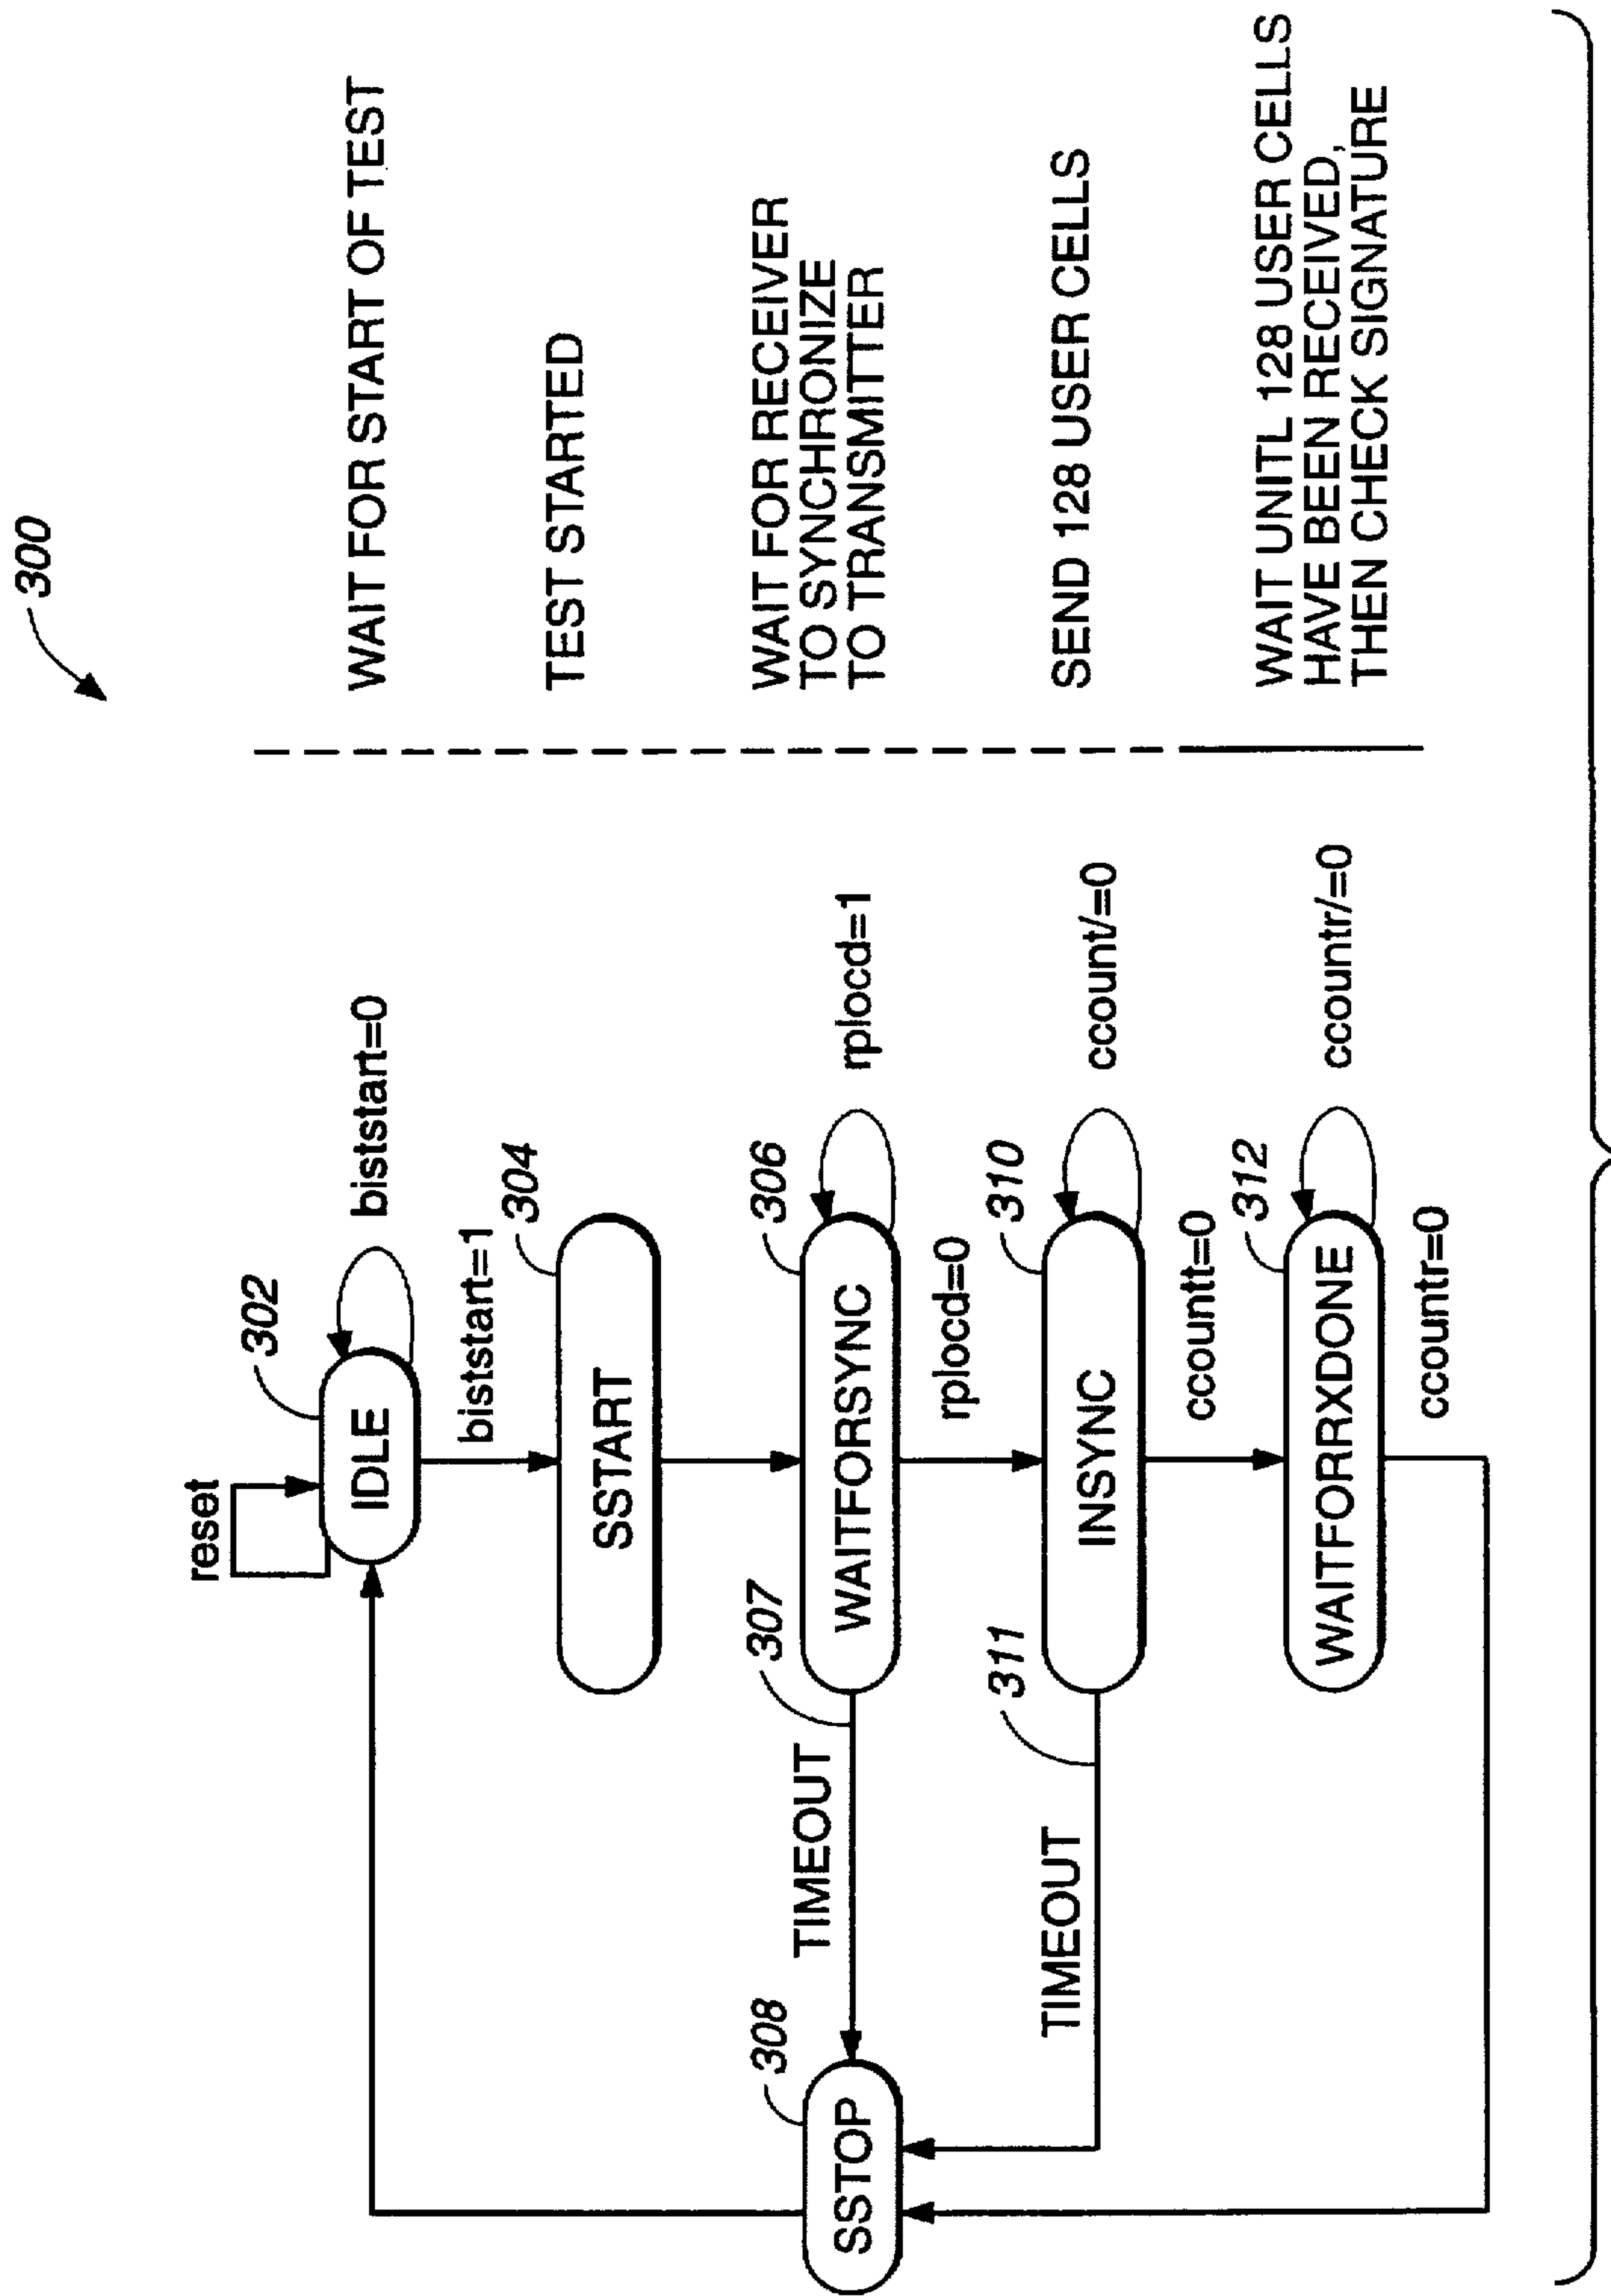 300
reset
302
IDLE
biststart=0
WAIT FOR START OF TEST
biststart=1
304
SSTART
TEST STARTED
308
SSTOP
TIMEOUT
307
306
WAITFORSYNC
rplocd=1
WAIT FOR RECEIVER
TO SYNCHRONIZE
TO TRANSMITTER
rplocd=0
TIMEOUT
311
310
INSYNC
ccount/=0
SEND 128 USER CELLS
ccountt=0
312
WAITFORRXDONE
ccountr/=0
WAIT UNITL 128 USER CELLS
HAVE BEEN RECEIVED,
THEN CHECK SIGNATURE
ccountr=0